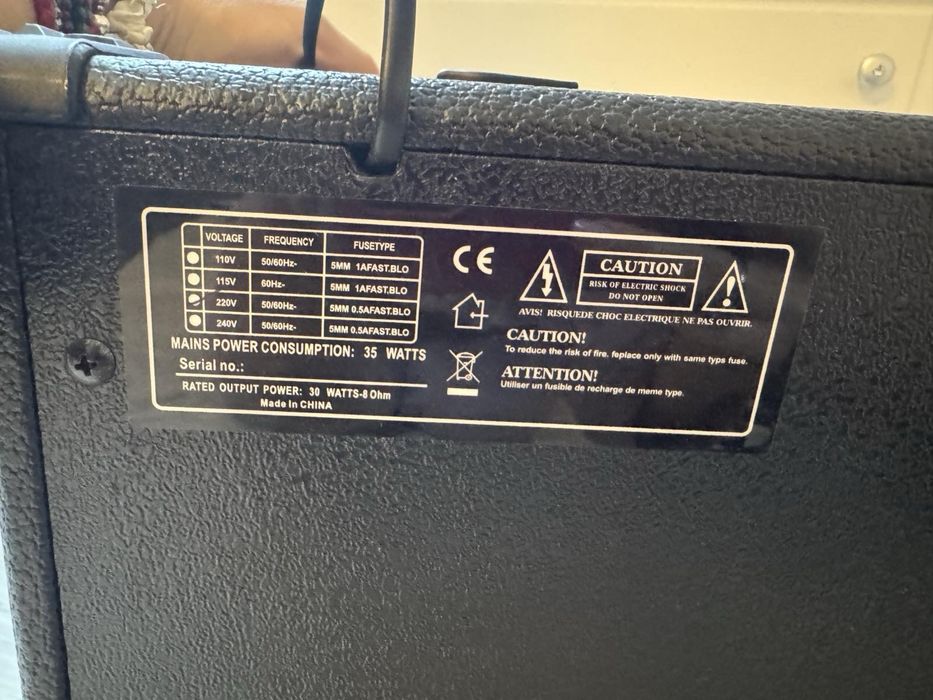 VOLTAGE FREQUENCY FUSETYPE
110V 50/60Hz- 5MM 1AFAST.BLO
115V 60Hz- 5MM 1AFAST.BLO
220V 50/60Hz- 5MM 0.5AFAST.BLO
240V 50/60Hz- 5MM 0.5AFAST.BLO
MAINS POWER CONSUMPTION: 35 WATTS
Serial no.:
RATED OUTPUT POWER: 30 WATTS-8 Ohm
Made In CHINA
CE
CAUTION
RISK OF ELECTRIC SHOCK
DO NOT OPEN
AVIS! RISQUEDE CHOC ELECTRIQUE NE PAS OUVRIR.
CAUTION!
To reduce the risk of fire. feplace only with same typs fuse.
ATTENTION!
Utiliser un fusible de recharge de meme type.